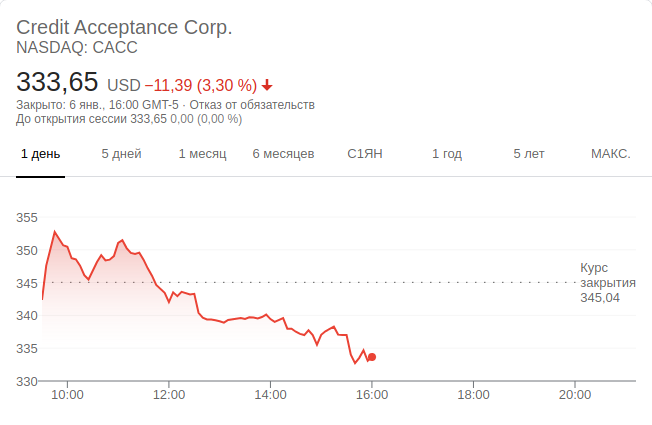 Credit Acceptance Corp.
NASDAQ: CACC
333,65 USD −11,39 (3,30 %)
Закрыто: 6 янв., 16:00 GMT-5 · Отказ от обязательств
До открытия сессии 333,65 0,00 (0,00 %)
1 день 5 дней 1 месяц 6 месяцев С1ЯН 1 год 5 лет МАКС.
355
350
Курс
345 закрытия
345,04
340
335
330
10:00 12:00 14:00 16:00 18:00 20:00